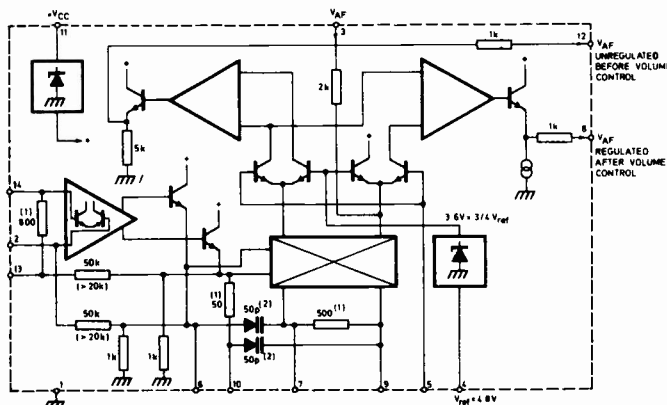 +VCC
11
VAF
3
1k
12
VAF
UNREGULATED
BEFORE VOLUME
CONTROL
2k
1k
8
VAF
REGULATED
AFTER VOLUME
CONTROL
5k
14
(1)
800
2
13
3.6V = 3/4 Vref
50k
(>20k)
(1)
50
50p(2)
500(1)
50k
(>20k)
50p(2)
1k
1k
1
6
10
7
9
5
4
Vref = 4.8V